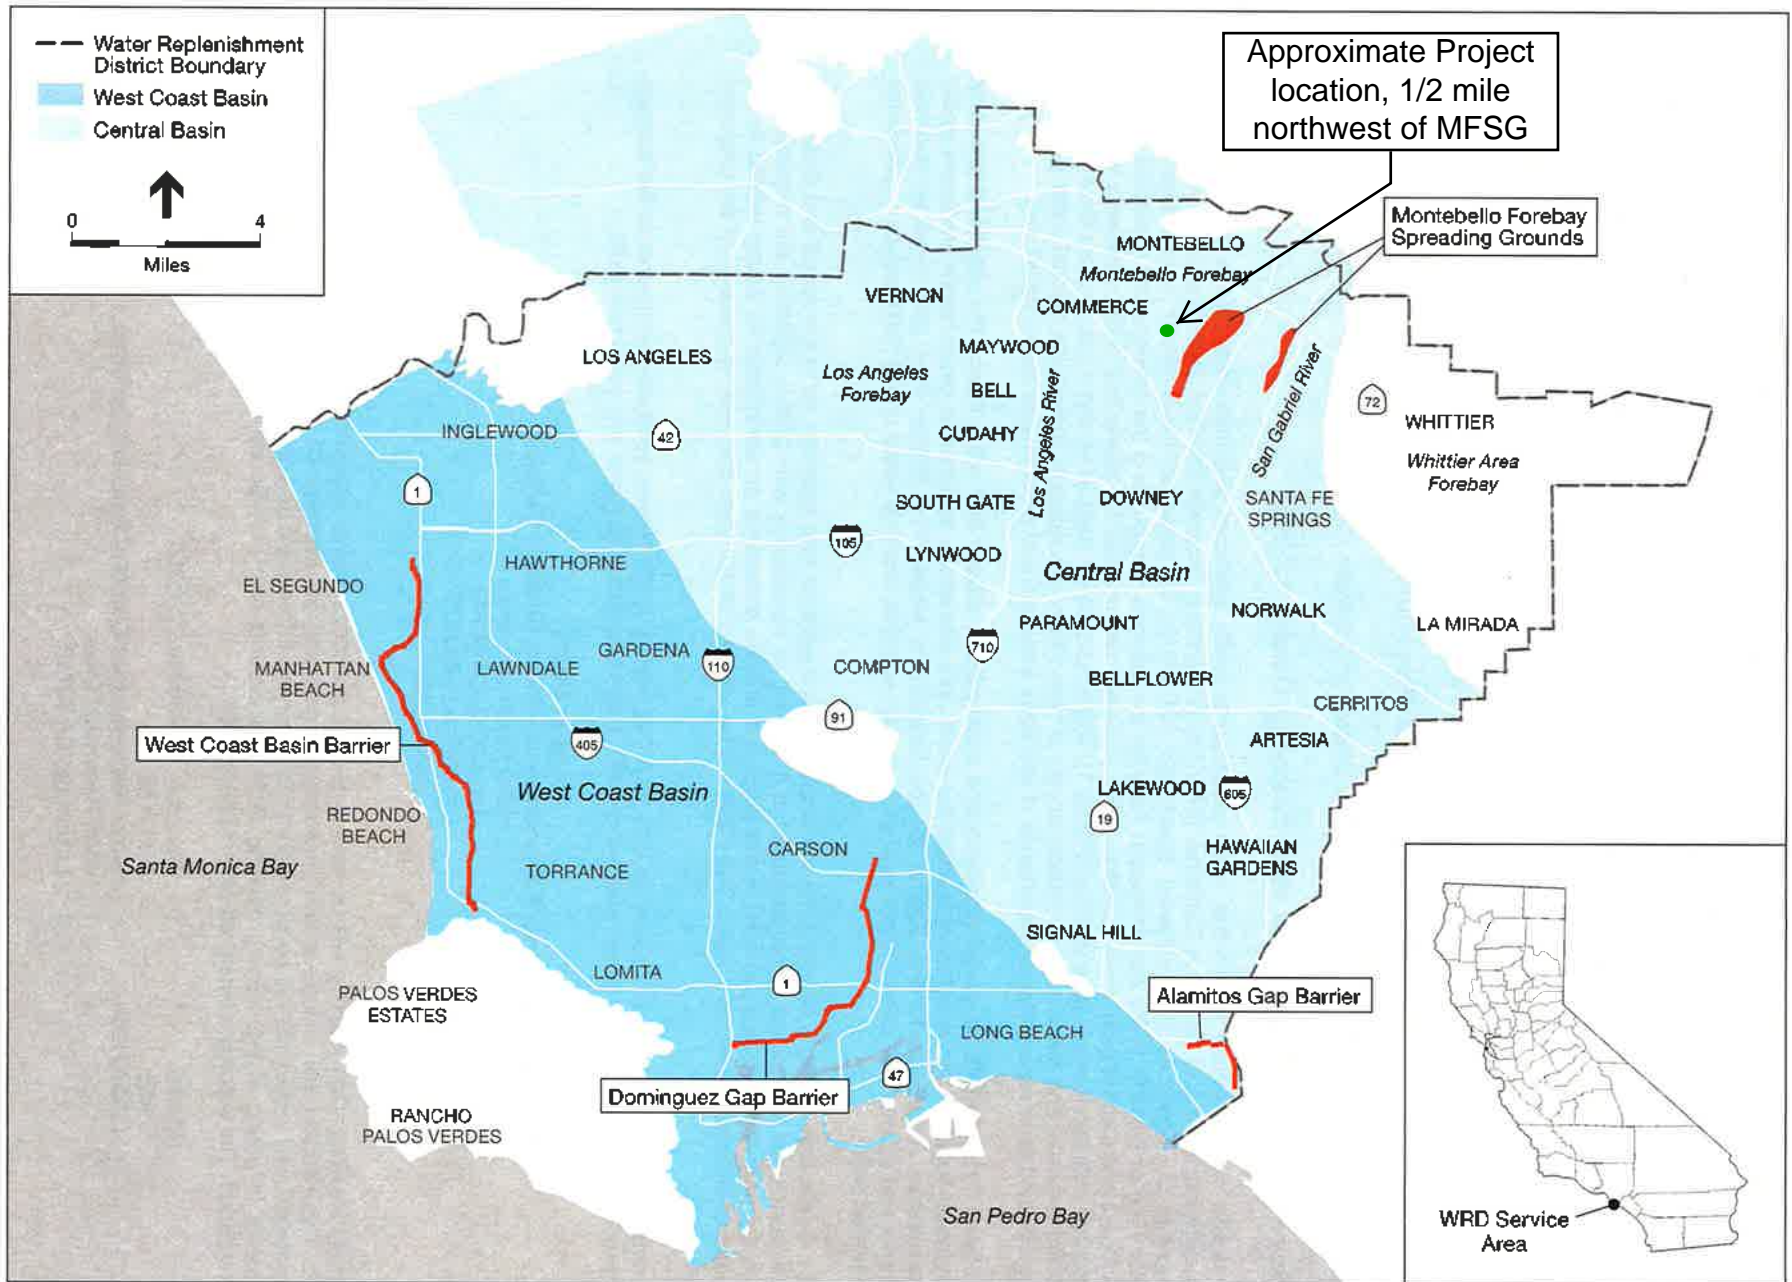 Water Replenishment
District Boundary
West Coast Basin
Central Basin
0 4
Miles
Approximate Project
location, 1/2 mile
northwest of MFSG
Montebello Forebay
Spreading Grounds
MONTEBELLO
Montebello Forebay
VERNON
COMMERCE
LOS ANGELES
MAYWOOD
Los Angeles
Forebay
BELL
Los Angeles River
San Gabriel River
72
WHITTIER
INGLEWOOD
42
CUDAHY
Whittier Area
Forebay
1
SOUTH GATE
DOWNEY
SANTA FE
SPRINGS
105
HAWTHORNE
LYNWOOD
Central Basin
EL SEGUNDO
NORWALK
PARAMOUNT
LA MIRADA
GARDENA
110
710
MANHATTAN
BEACH
LAWNDALE
COMPTON
BELLFLOWER
CERRITOS
91
West Coast Basin Barrier
405
ARTESIA
West Coast Basin
LAKEWOOD
605
19
REDONDO
BEACH
HAWAIIAN
GARDENS
Santa Monica Bay
TORRANCE
CARSON
SIGNAL HILL
LOMITA
1
PALOS VERDES
ESTATES
Alamitos Gap Barrier
LONG BEACH
47
Dominguez Gap Barrier
RANCHO
PALOS VERDES
San Pedro Bay
WRD Service
Area